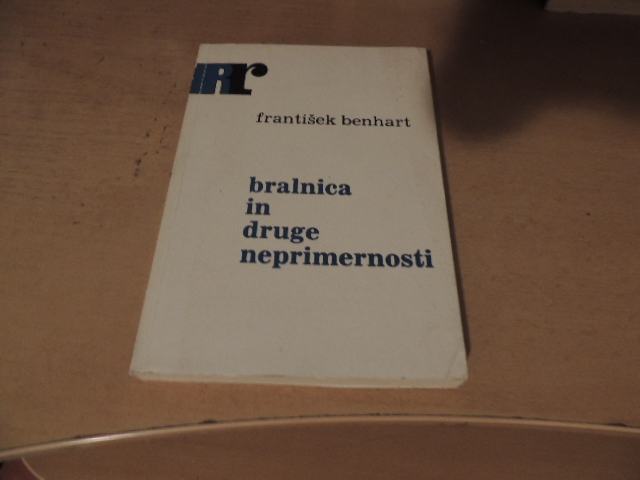 františek benhart
bralnica
in
druge
neprimernosti